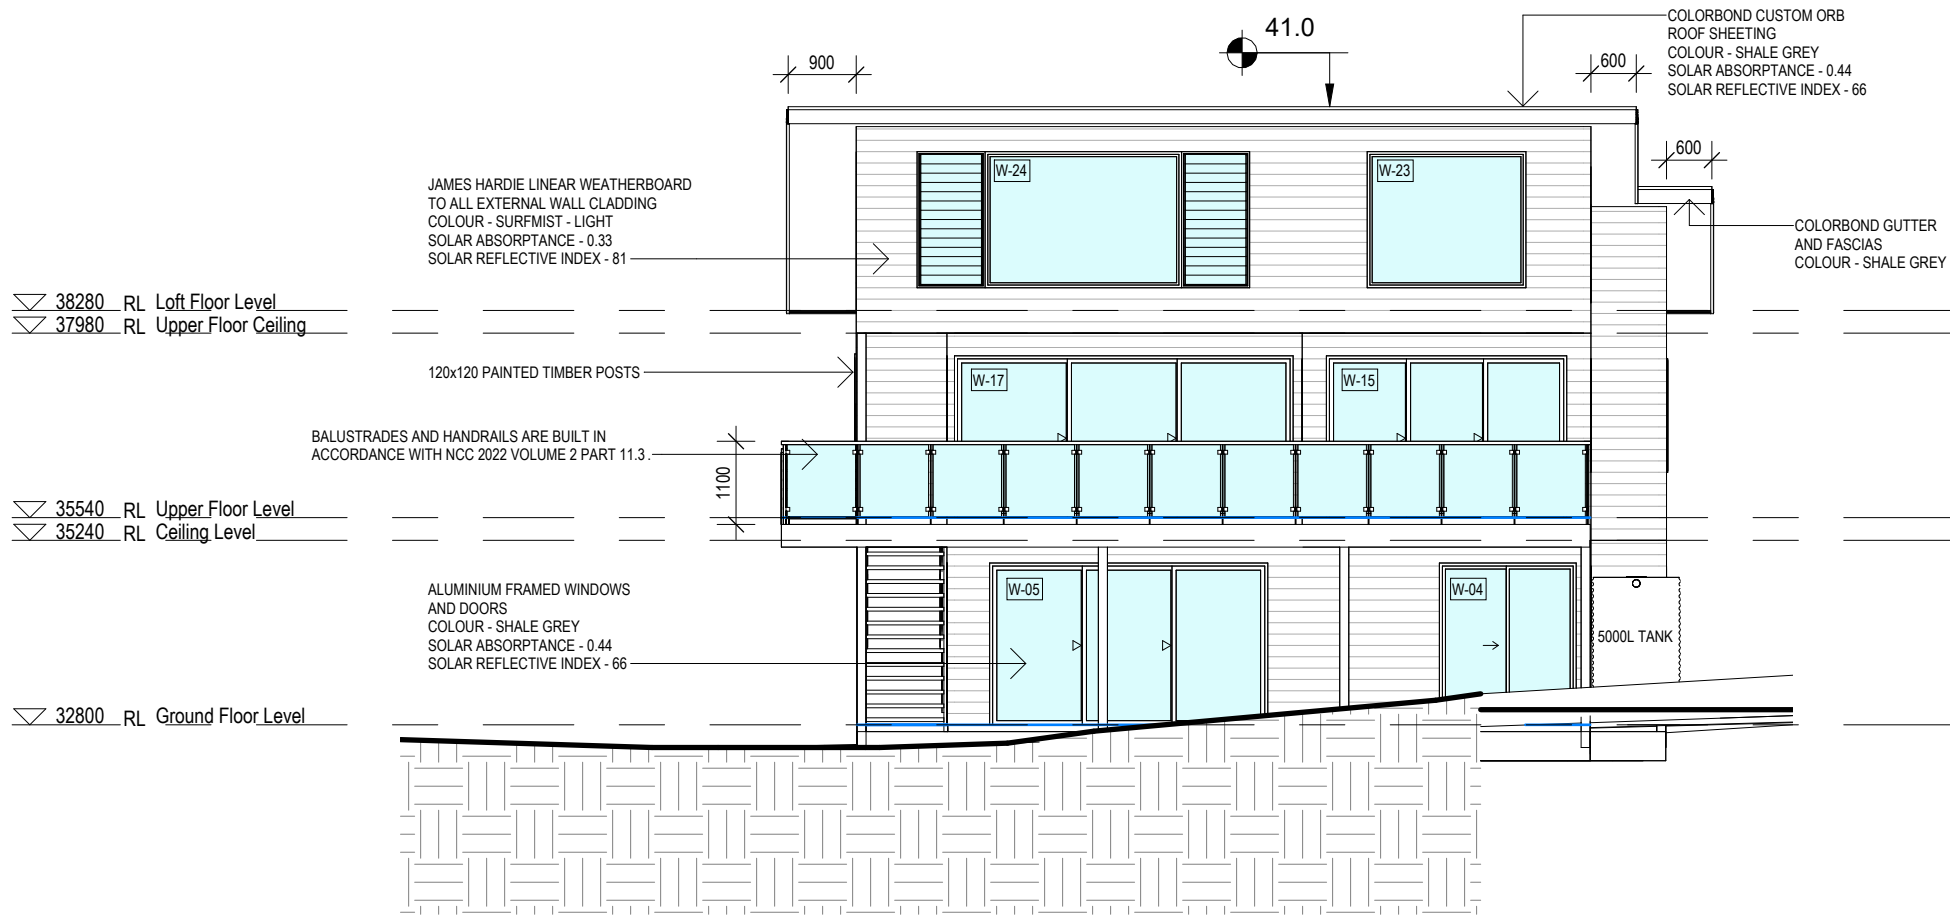 41.0
900
600
600
COLORBOND CUSTOM ORB
ROOF SHEETING
COLOUR - SHALE GREY
SOLAR ABSORPTANCE - 0.44
SOLAR REFLECTIVE INDEX - 66
W-24
W-23
JAMES HARDIE LINEAR WEATHERBOARD
TO ALL EXTERNAL WALL CLADDING
COLOUR - SURFMIST - LIGHT
SOLAR ABSORPTANCE - 0.33
SOLAR REFLECTIVE INDEX - 81
COLORBOND GUTTER
AND FASCIAS
COLOUR - SHALE GREY
38280 RL Loft Floor Level
37980 RL Upper Floor Ceiling
120x120 PAINTED TIMBER POSTS
W-17
W-15
BALUSTRADES AND HANDRAILS ARE BUILT IN
ACCORDANCE WITH NCC 2022 VOLUME 2 PART 11.3 .
1100
35540 RL Upper Floor Level
35240 RL Ceiling Level
ALUMINIUM FRAMED WINDOWS
AND DOORS
COLOUR - SHALE GREY
SOLAR ABSORPTANCE - 0.44
SOLAR REFLECTIVE INDEX - 66
W-05
W-04
5000L TANK
32800 RL Ground Floor Level